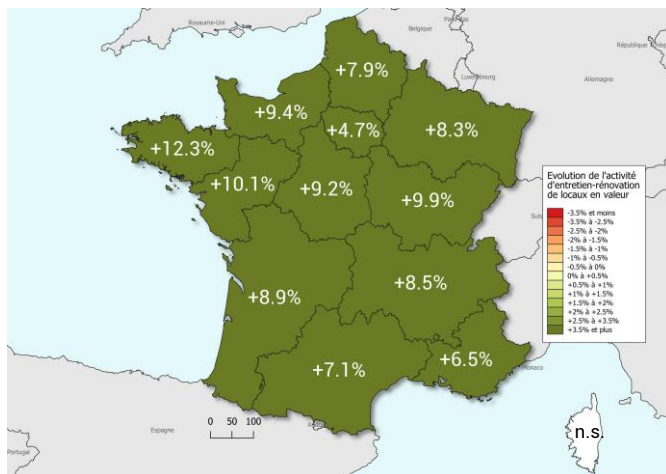 Royaume-Uni
Belgique
Pays-Bas
Luxembourg
République Tchèque
Allemagne
+7.9%
+9.4%
+4.7%
+8.3%
+12.3%
+10.1%
+9.2%
+9.9%
Evolution de l'activité
d'entretien-rénovation
de locaux en valeur
-3.5% et moins
-3.5% à -2.5%
-2.5% à -2%
-2% à -1.5%
-1.5% à -1%
-1% à -0.5%
-0.5% à 0%
0% à +0.5%
+0.5% à +1%
+1% à +1.5%
+1.5% à +2%
+2% à +2.5%
+2.5% à +3.5%
+3.5% et plus
+8.9%
+8.5%
+7.1%
+6.5%
Monaco
n.s.
0 50 100
Espagne
Portugal